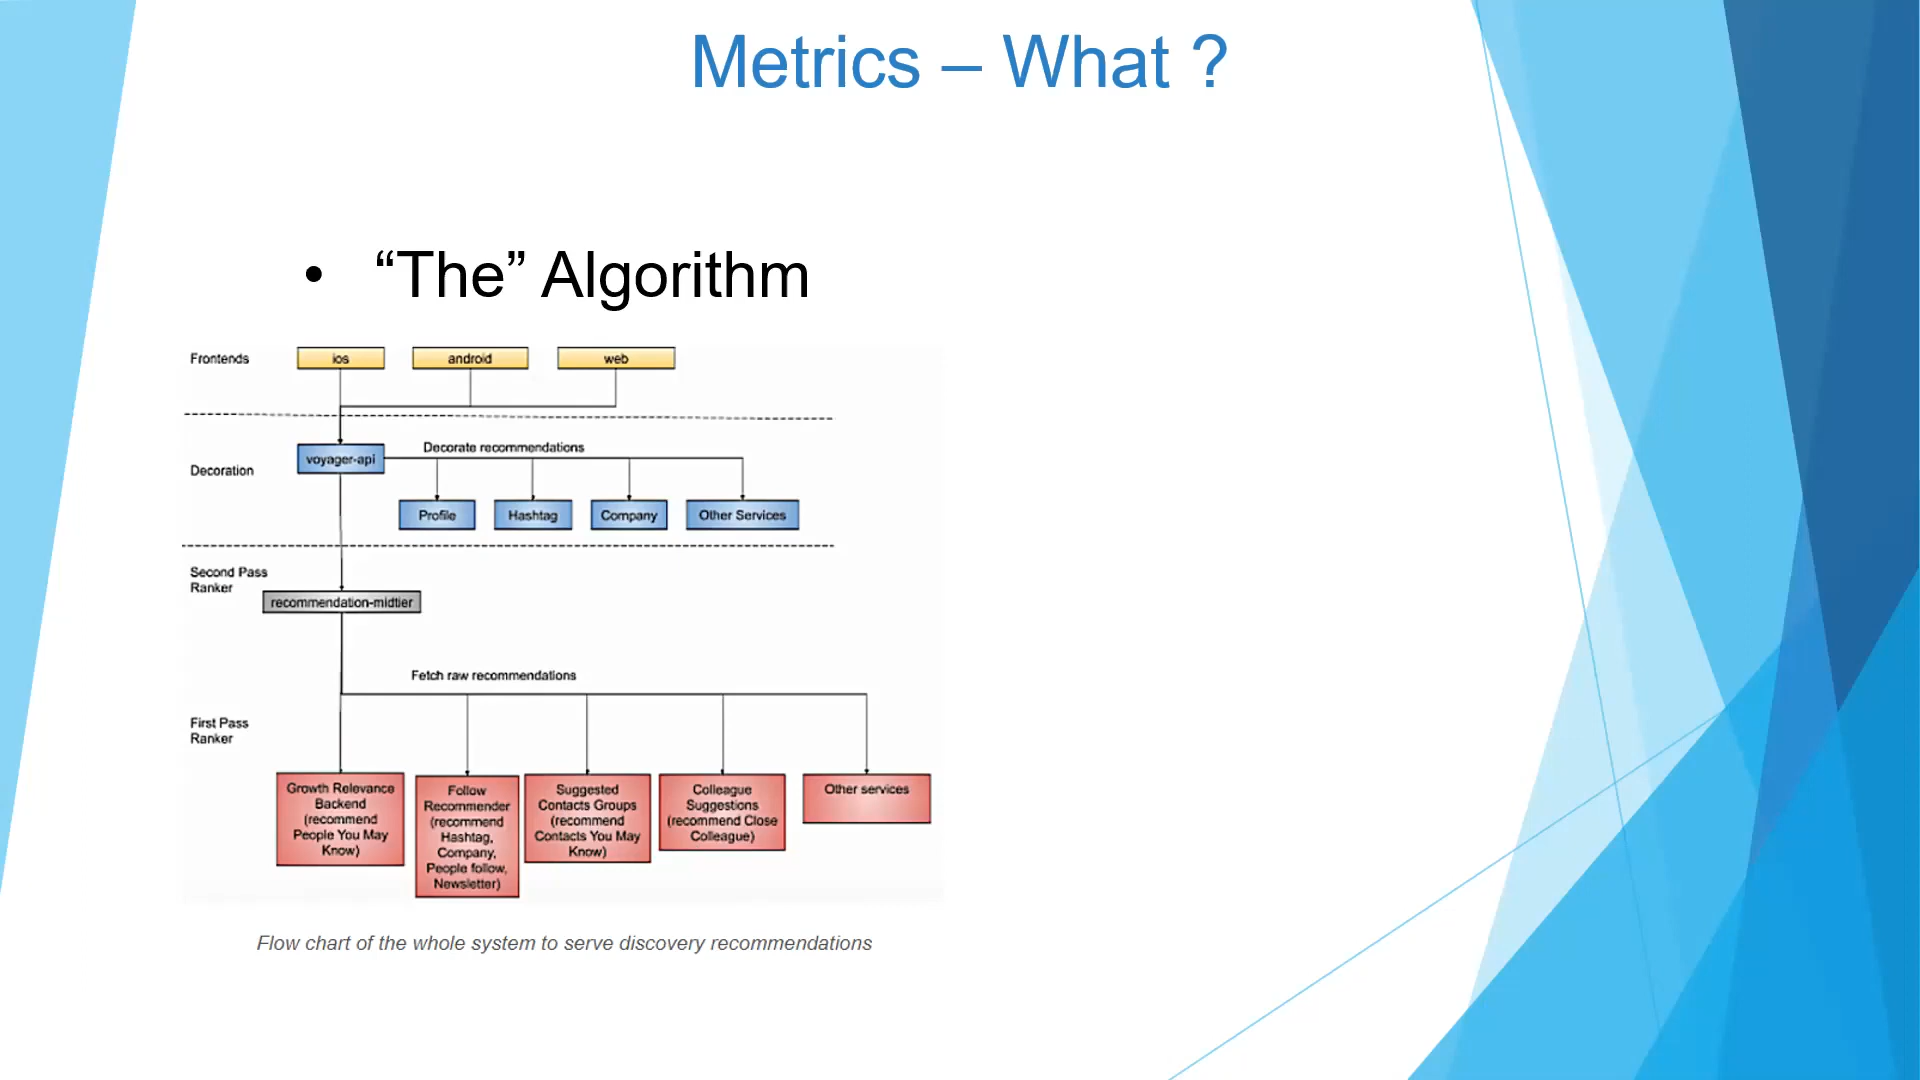 Metrics – What ?
• “The” Algorithm
Frontends
ios
android
web
Decorate recommendations
voyager-api
Decoration
Profile
Hashtag
Company
Other Services
Second Pass
Ranker
recommendation-midtier
Fetch raw recommendations
First Pass
Ranker
Growth Relevance
Backend
(recommend
People You May
Know)
Follow
Recommender
(recommend
Hashtag,
Company,
People follow,
Newsletter)
Suggested
Contacts Groups
(recommend
Contacts You May
Know)
Colleague
Suggestions
(recommend Close
Colleague)
Other services
Flow chart of the whole system to serve discovery recommendations